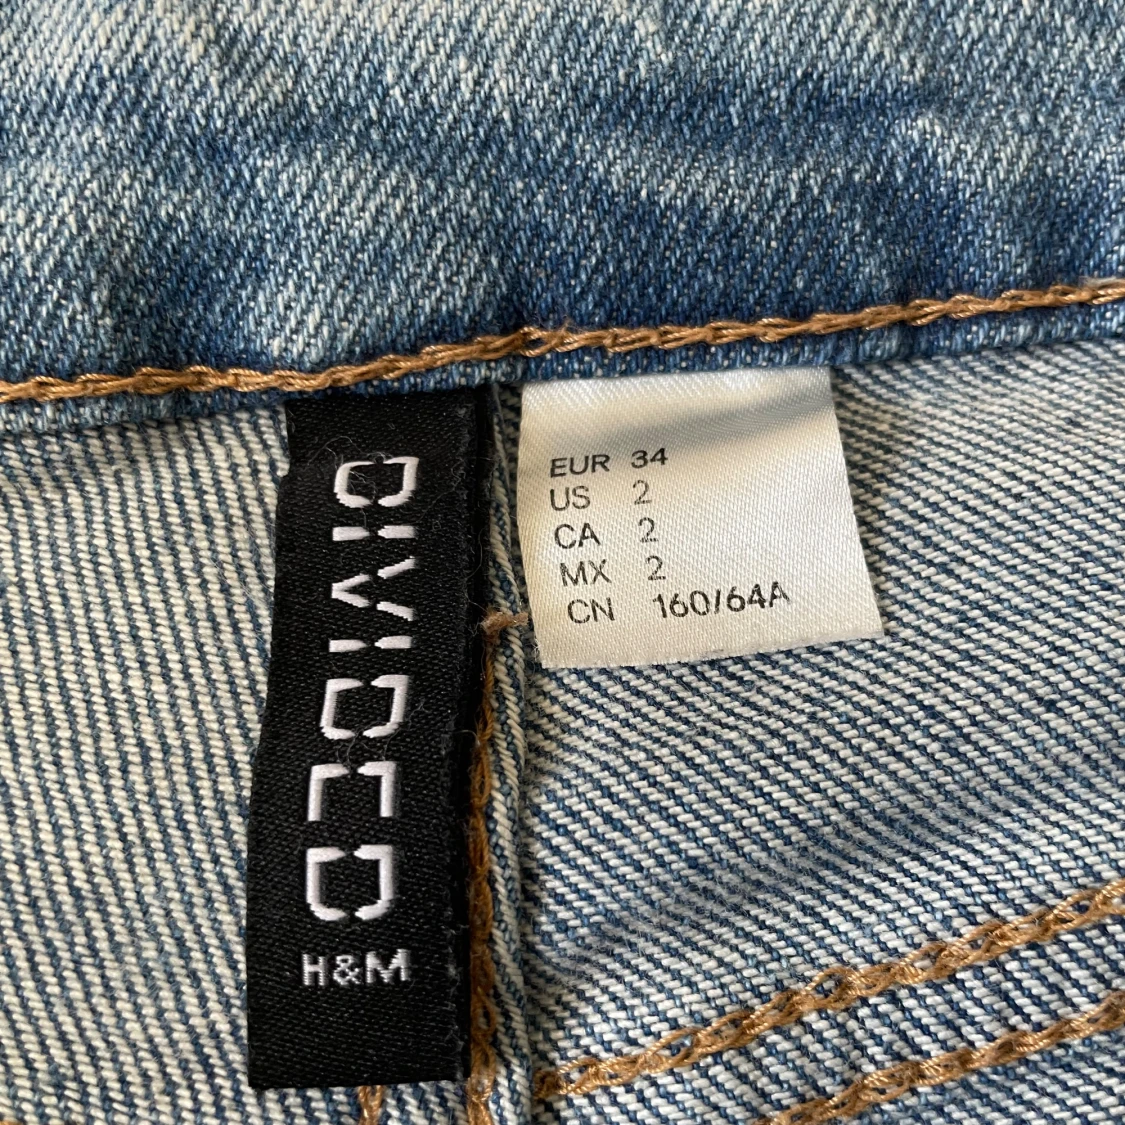 DIVIDED
H&M
EUR 34
US 2
CA 2
MX 2
CN 160/64A